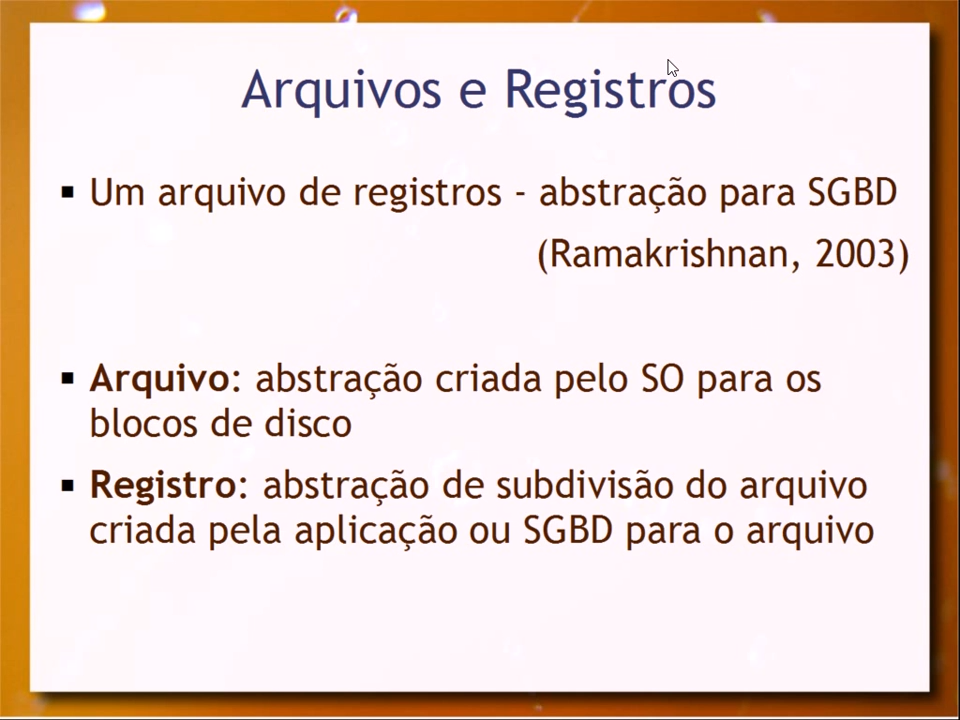 Arquivos e Registros
▪ Um arquivo de registros - abstração para SGBD
(Ramakrishnan, 2003)
▪ Arquivo: abstração criada pelo SO para os
blocos de disco
▪ Registro: abstração de subdivisão do arquivo
criada pela aplicação ou SGBD para o arquivo